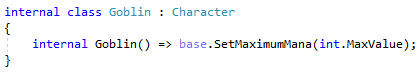 internal class Goblin : Character
{
    internal Goblin() => base.SetMaximumMana(int.MaxValue);
}